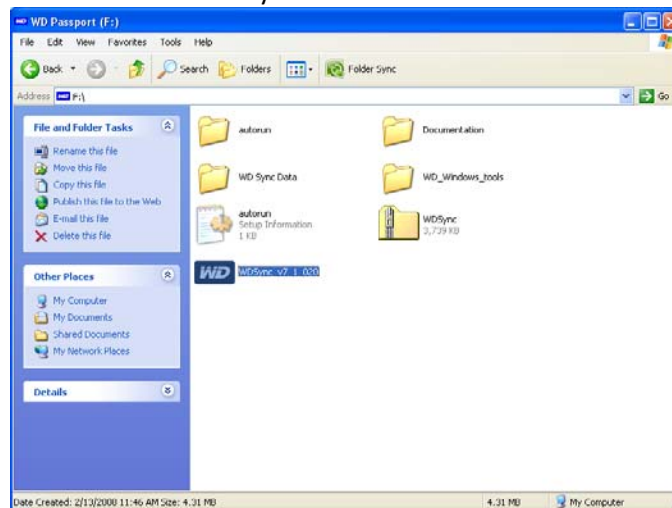 WD Passport (F:)
File Edit View Favorites Tools Help
Back Search Folders Folder Sync
Address F:\ Go
File and Folder Tasks
Rename this file
Move this file
Copy this file
Publish this file to the Web
E-mail this file
Delete this file
Other Places
My Computer
My Documents
Shared Documents
My Network Places
Details
autorun Documentation
WD Sync Data WD_Windows_tools
autorun
Setup Information
1 KB
WDSync
3,739 KB
WD WDSync_v7_1_020
Date Created: 2/13/2008 11:46 AM Size: 4.31 MB 4.31 MB My Computer